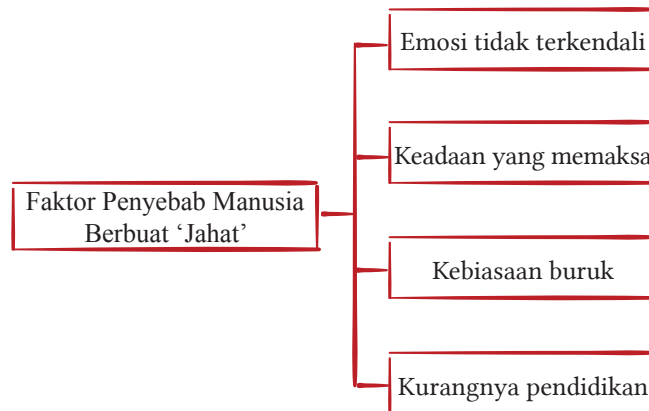 Faktor Penyebab Manusia
Berbuat ‘Jahat’
Emosi tidak terkendali
Keadaan yang memaksa
Kebiasaan buruk
Kurangnya pendidikan